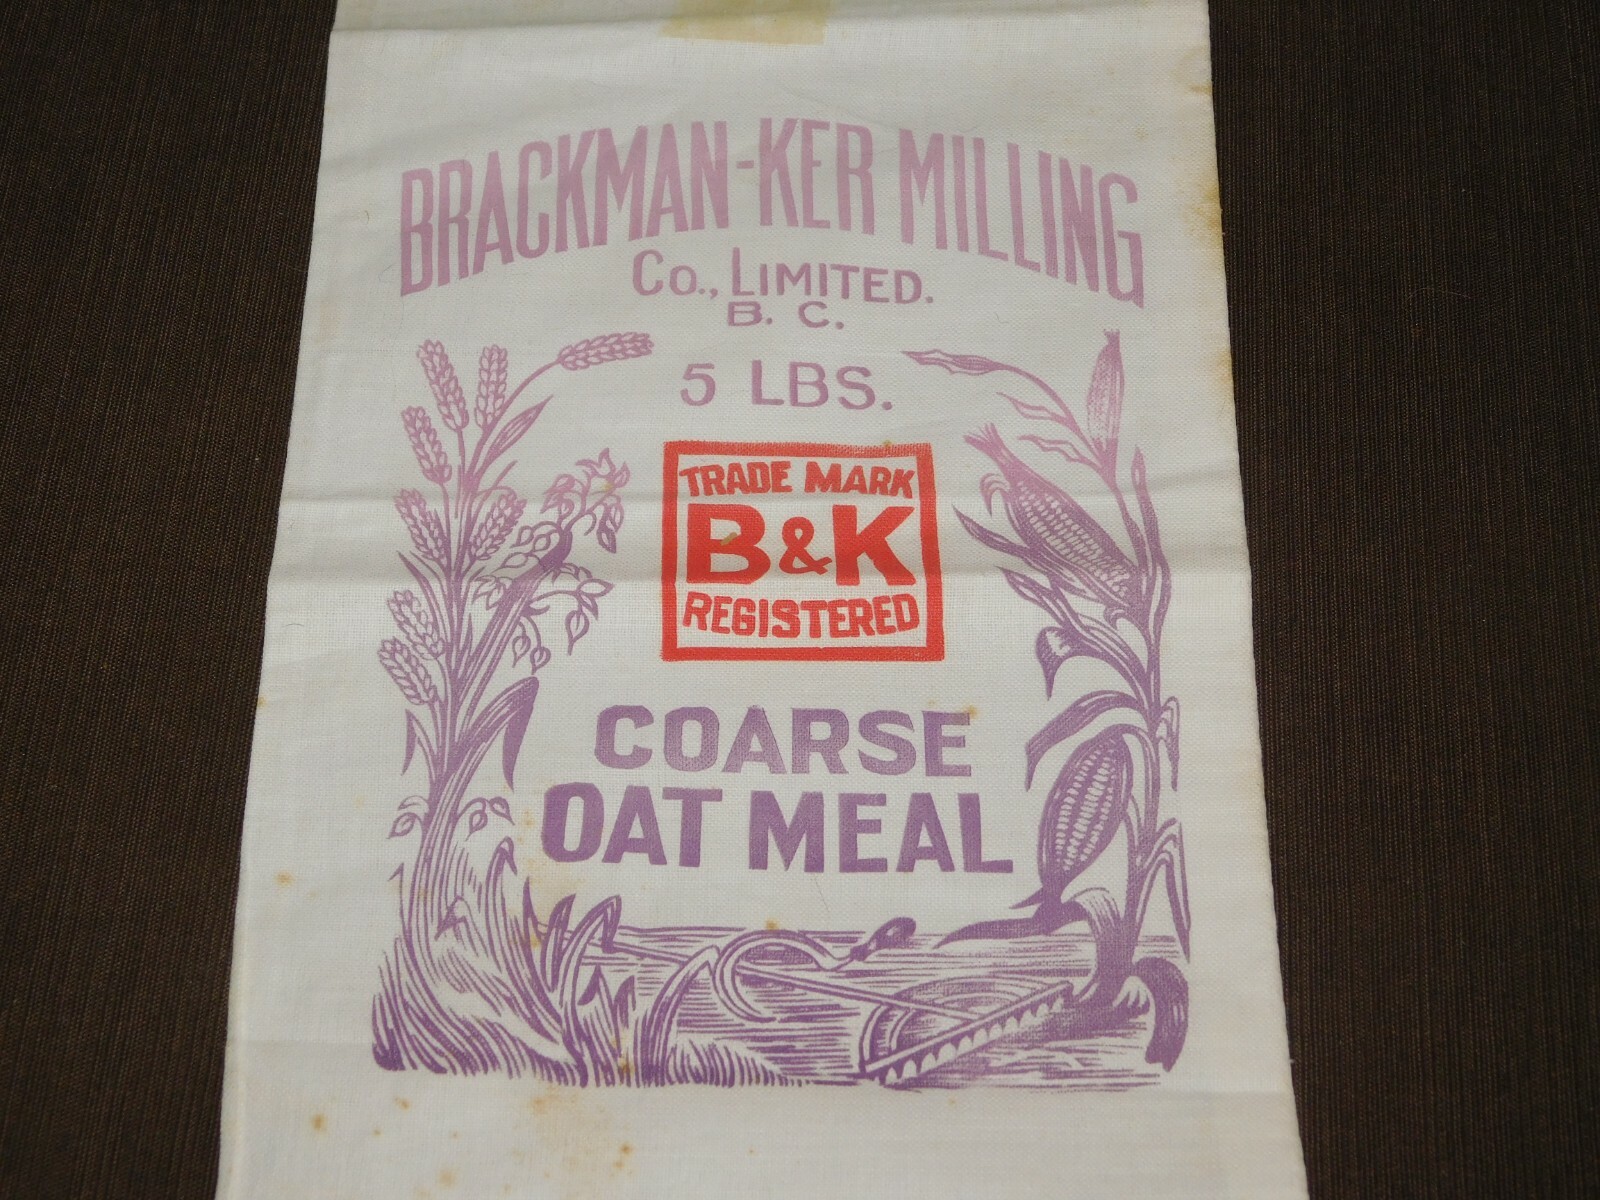 BRACKMAN-KER MILLING
CO., LIMITED.
B. C.
5 LBS.
TRADE MARK
B&K
REGISTERED
COARSE
OAT MEAL